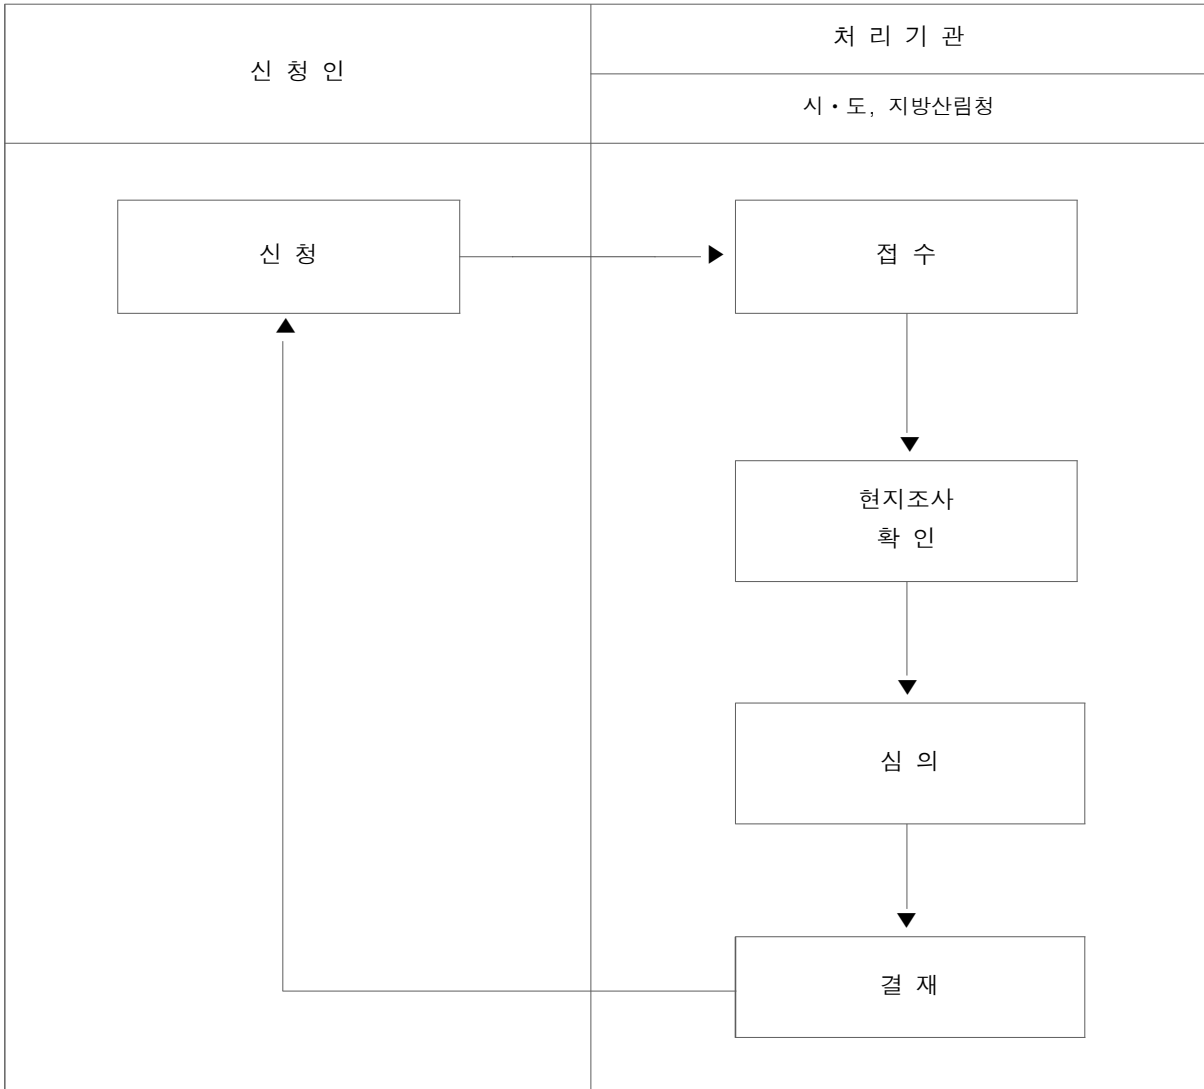 신 청 인
처 리 기 관
시·도, 지방산림청
신 청
접 수
현지조사
확 인
심 의
결 재